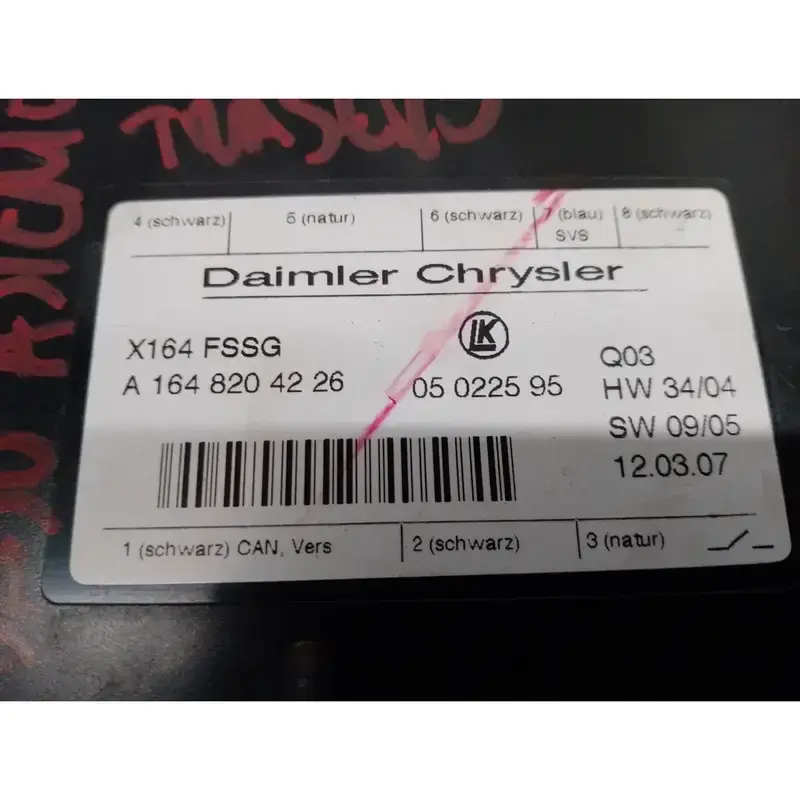 4 (schwarz) 5 (natur) 6 (schwarz) 7 (blau) 8 (schwarz)
SVS
Daimler Chrysler
LK
X164 FSSG
Q03
A 164 820 42 26 05 0225 95 HW 34/04
SW 09/05
12.03.07
1 (schwarz) CAN, Vers 2 (schwarz) 3 (natur)